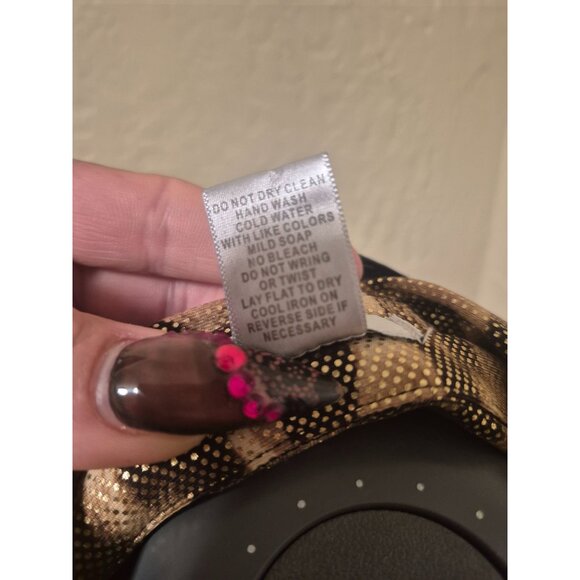 DO NOT DRY CLEAN
HAND WASH
COLD WATER
WITH LIKE COLORS
MILD SOAP
NO BLEACH
DO NOT WRING
OR TWIST
LAY FLAT TO DRY
COOL IRON ON
REVERSE SIDE IF
NECESSARY